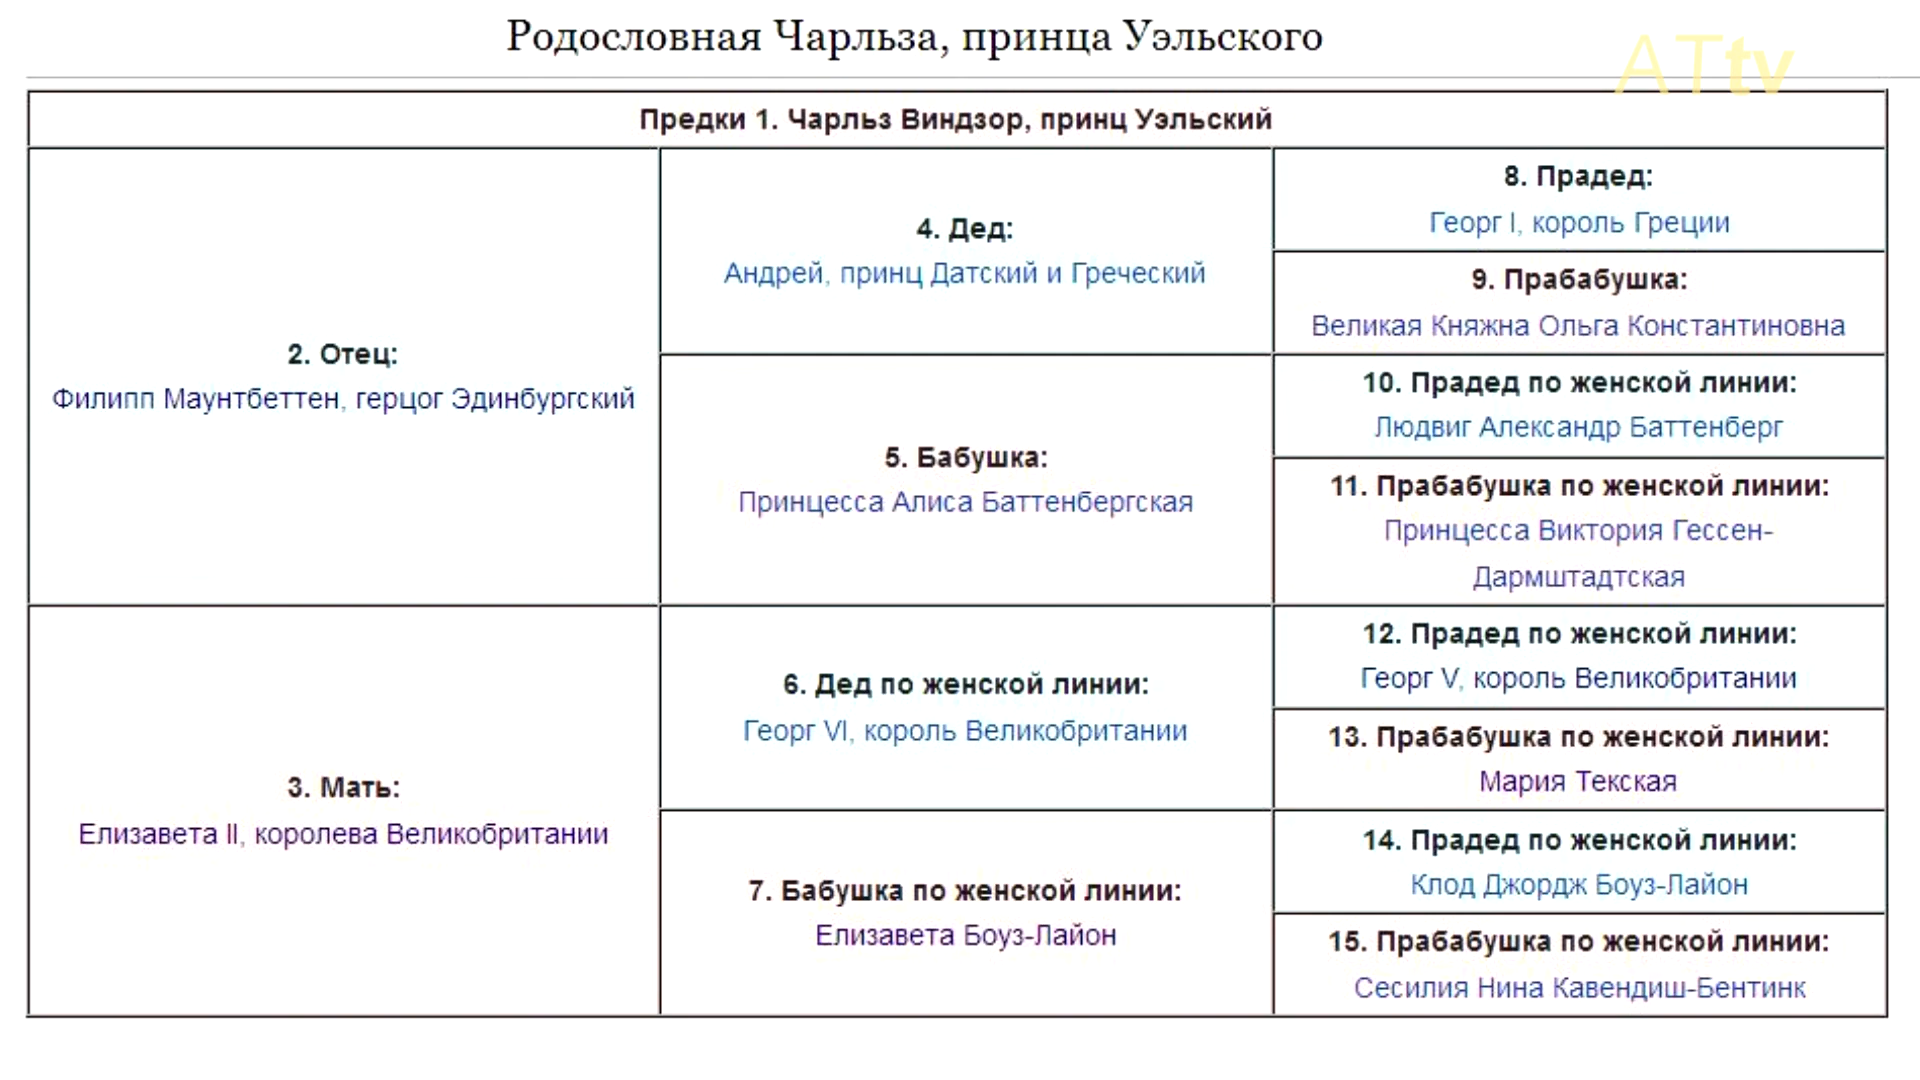 Родословная Чарльза, принца Уэльского
ATtv
Предки 1. Чарльз Виндзор, принц Уэльский
2. Отец:
Филипп Маунтбеттен, герцог Эдинбургский
4. Дед:
Андрей, принц Датский и Греческий
8. Прадед:
Георг I, король Греции
9. Прабабушка:
Великая Княжна Ольга Константиновна
5. Бабушка:
Принцесса Алиса Баттенбергская
10. Прадед по женской линии:
Людвиг Александр Баттенберг
11. Прабабушка по женской линии:
Принцесса Виктория Гессен-
Дармштадтская
3. Мать:
Елизавета II, королева Великобритании
6. Дед по женской линии:
Георг VI, король Великобритании
12. Прадед по женской линии:
Георг V, король Великобритании
13. Прабабушка по женской линии:
Мария Текская
7. Бабушка по женской линии:
Елизавета Боуз-Лайон
14. Прадед по женской линии:
Клод Джордж Боуз-Лайон
15. Прабабушка по женской линии:
Сесилия Нина Кавендиш-Бентинк